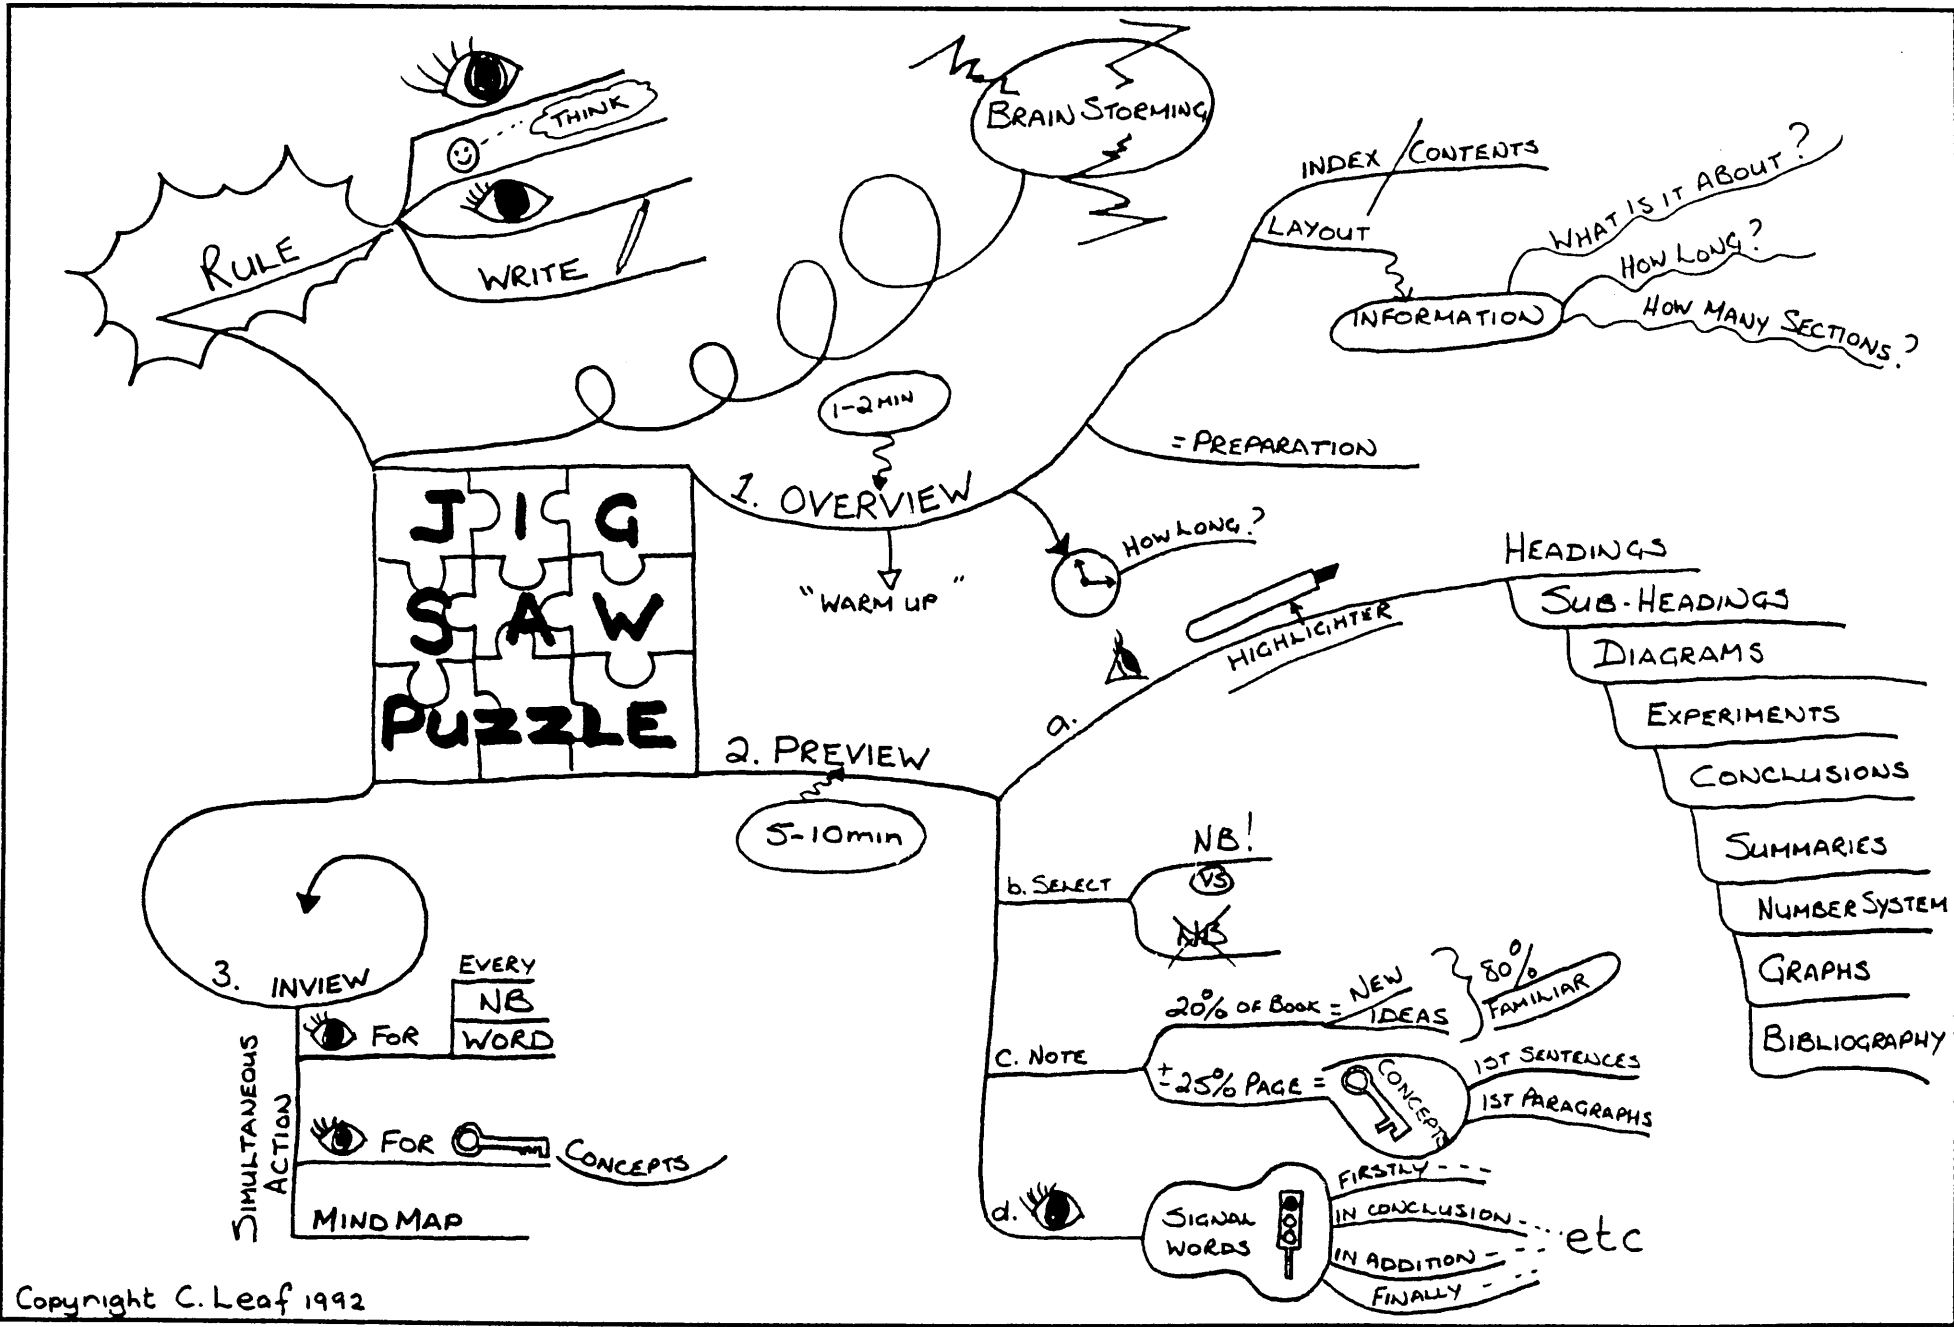 THINK
RULE
WRITE
BRAIN STORMING
INDEX / CONTENTS
LAYOUT
INFORMATION
WHAT IS IT ABOUT?
HOW LONG?
HOW MANY SECTIONS?
= PREPARATION
1-2 MIN
1. OVERVIEW
"WARM UP"
HOW LONG?
JIG
SAW
PUZZLE
2. PREVIEW
5-10min
a.
HIGHLIGHTER
HEADINGS
SUB-HEADINGS
DIAGRAMS
EXPERIMENTS
CONCLUSIONS
SUMMARIES
NUMBER SYSTEM
GRAPHS
BIBLIOGRAPHY
b. SELECT
NB!
VS
NB
C. NOTE
20% OF BOOK = NEW
IDEAS
80%
FAMILIAR
± 25% PAGE =
CONCEPTS
1ST SENTENCES
1ST PARAGRAPHS
d.
SIGNAL
WORDS
FIRSTLY ---
IN CONCLUSION ....
IN ADDITION ---
FINALLY ---
etc
3. INVIEW
SIMULTANEOUS
ACTION
FOR
EVERY
NB
WORD
FOR
CONCEPTS
MIND MAP
Copyright C. Leaf 1992